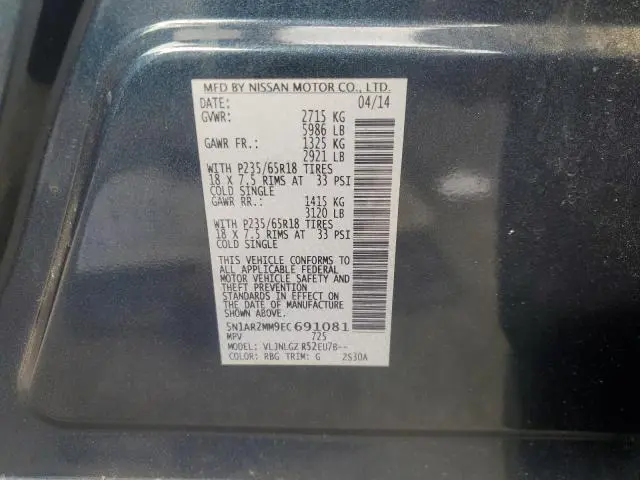 MFD BY NISSAN MOTOR CO., LTD.
DATE: 04/14
GVWR: 2715 KG
5986 LB
GAWR FR.: 1325 KG
2921 LB
WITH P235/65R18 TIRES
18 X 7.5 RIMS AT 33 PSI
COLD SINGLE
GAWR RR.: 1415 KG
3120 LB
WITH P235/65R18 TIRES
18 X 7.5 RIMS AT 33 PSI
COLD SINGLE
THIS VEHICLE CONFORMS TO
ALL APPLICABLE FEDERAL
MOTOR VEHICLE SAFETY AND
THEFT PREVENTION
STANDARDS IN EFFECT ON
THE DATE OF MANUFACTURE
SHOWN ABOVE.
5N1AR2MM9EC691081
MPV 725
MODEL: VLJNLGZ R52EU7B--
COLOR: RBG TRIM: G 2S30A